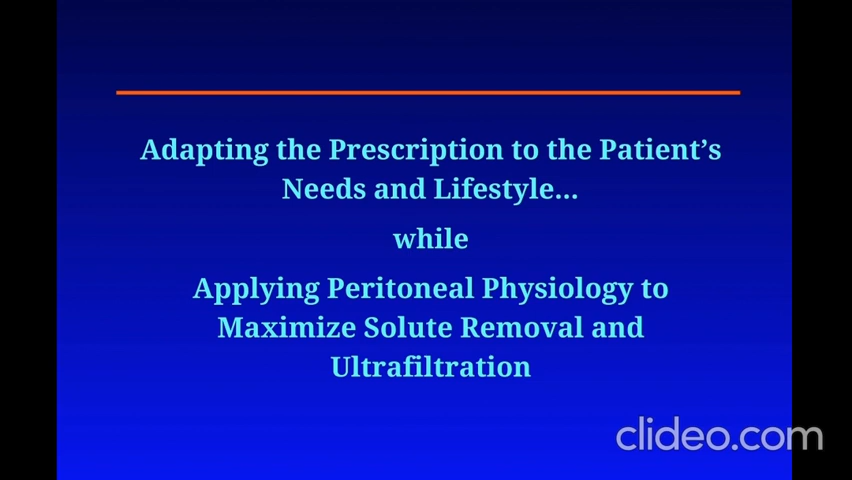 Adapting the Prescription to the Patient’s
Needs and Lifestyle...
while
Applying Peritoneal Physiology to
Maximize Solute Removal and
Ultrafiltration
clideo.com